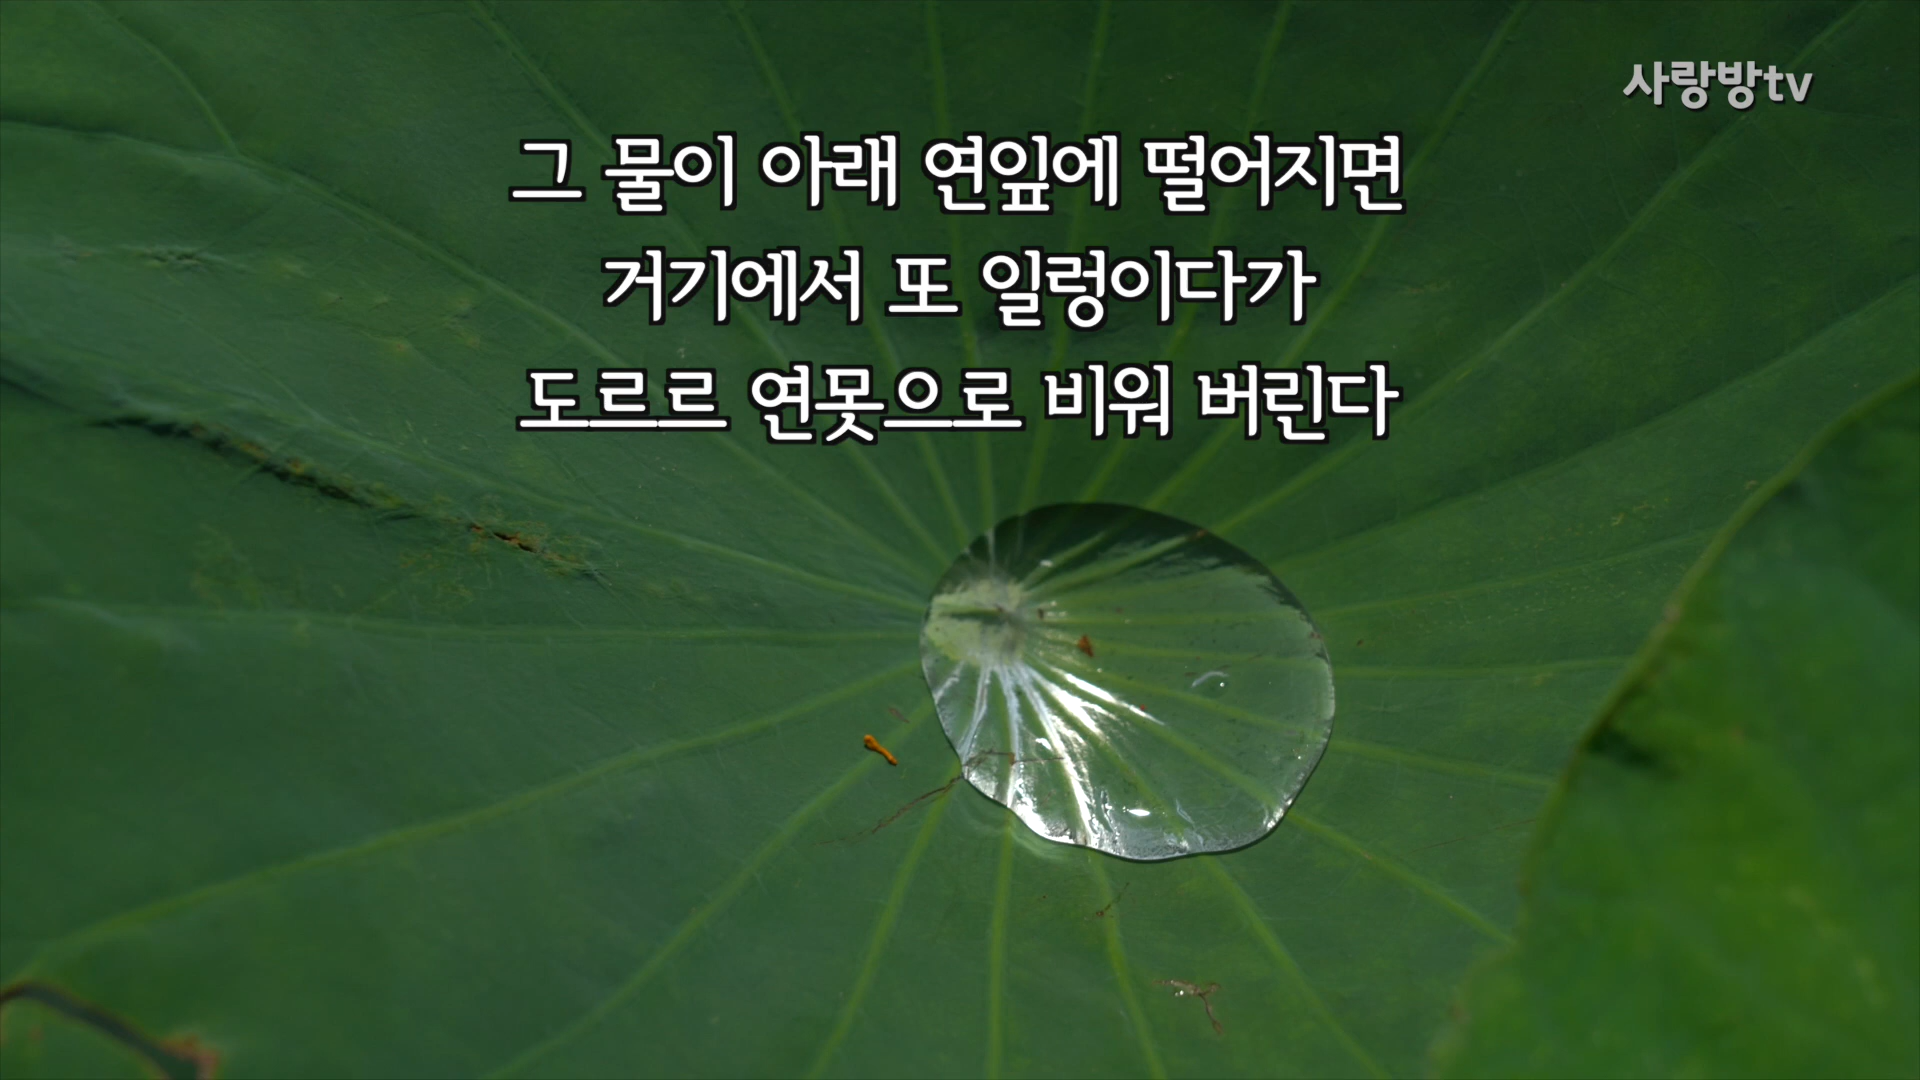 사랑방tv
그 물이 아래 연잎에 떨어지면
거기에서 또 일렁이다가
도르르 연못으로 비워 버린다